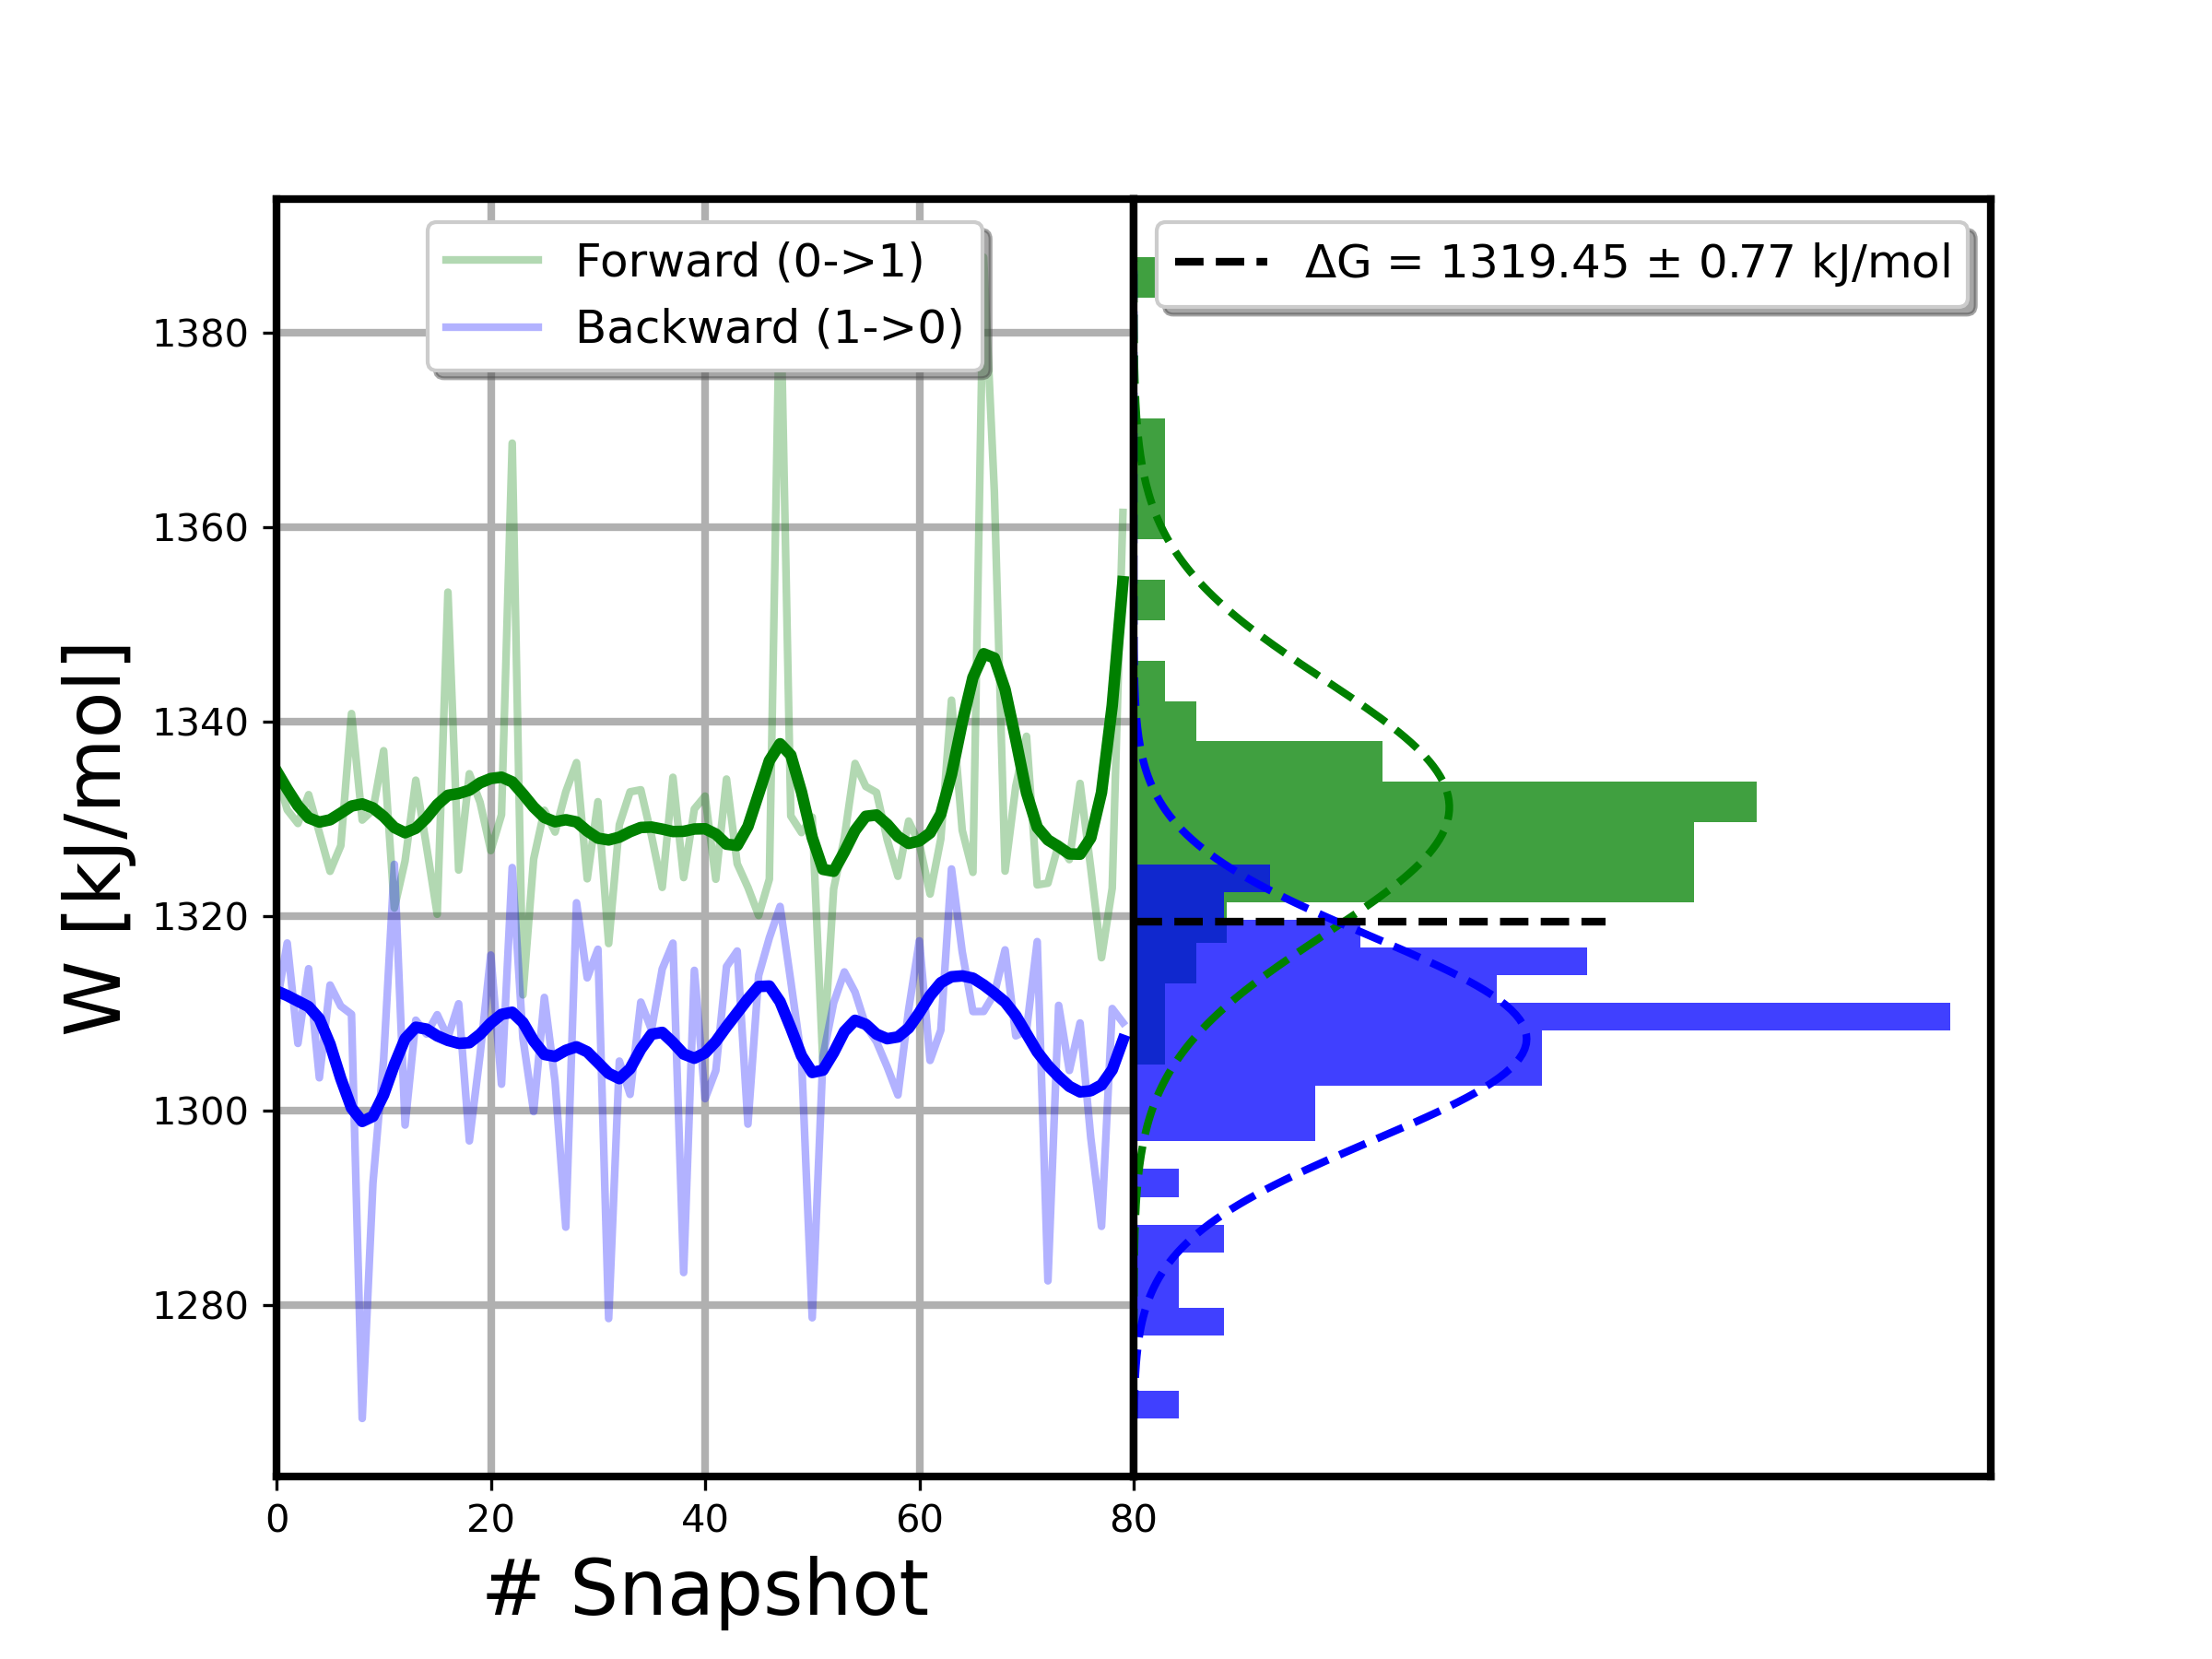 Forward (0->1)
Backward (1->0)
ΔG = 1319.45 ± 0.77 kJ/mol
W [kJ/mol]
1380
1360
1340
1320
1300
1280
0 20 40 60 80
# Snapshot